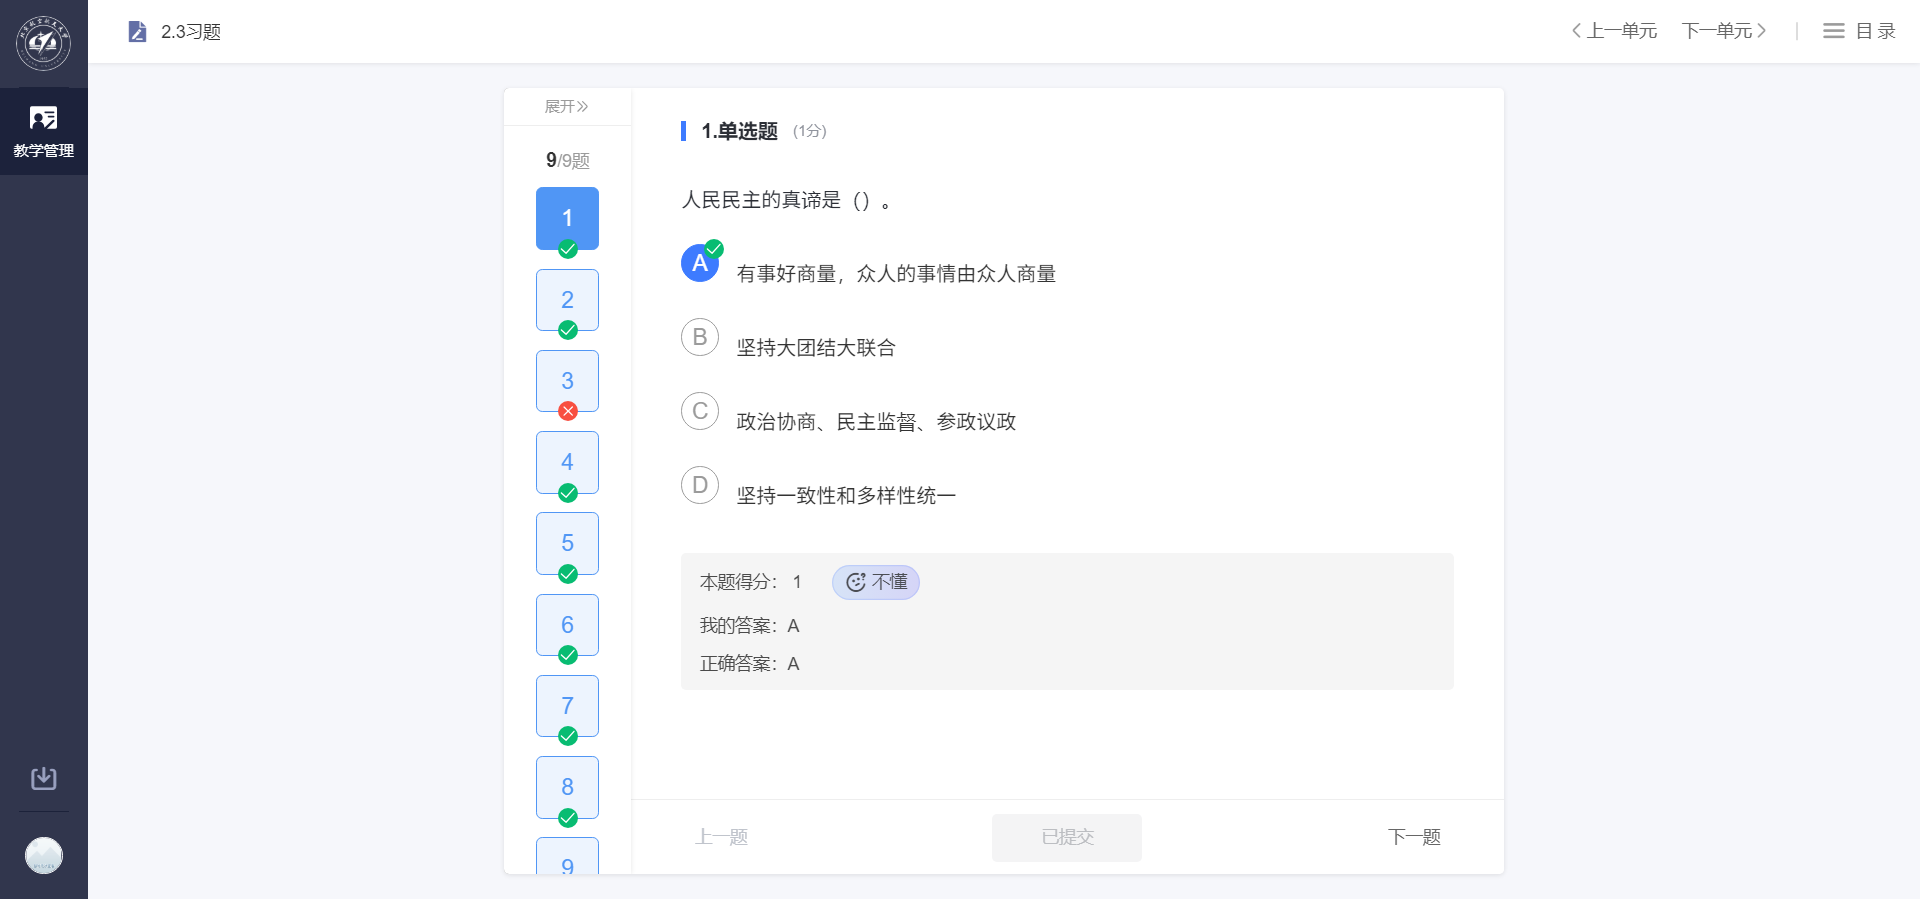 2.3习题
上一单元
下一单元
目录
教学管理
展开
9/9题
1
2
3
4
5
6
7
8
9
1.单选题 (1分)
人民民主的真谛是（）。
A 有事好商量，众人的事情由众人商量
B 坚持大团结大联合
C 政治协商、民主监督、参政议政
D 坚持一致性和多样性统一
本题得分： 1 不懂
我的答案：A
正确答案：A
上一题
已提交
下一题